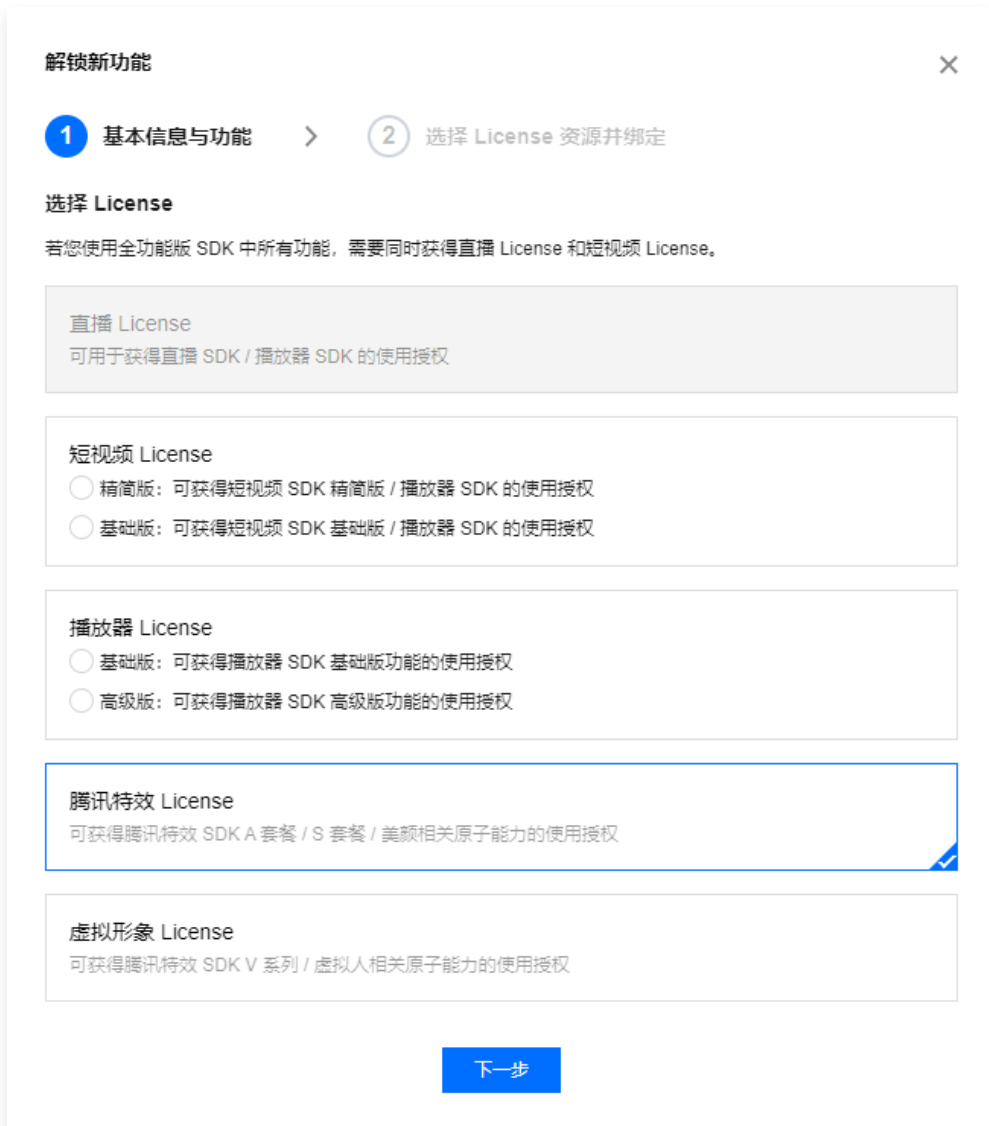 解锁新功能
1 基本信息与功能 > 2 选择 License 资源并绑定
选择 License
若您使用全功能版 SDK 中所有功能，需要同时获得直播 License 和短视频 License。
直播 License
可用于获得直播 SDK / 播放器 SDK 的使用授权
短视频 License
精简版：可获得短视频 SDK 精简版 / 播放器 SDK 的使用授权
基础版：可获得短视频 SDK 基础版 / 播放器 SDK 的使用授权
播放器 License
基础版：可获得播放器 SDK 基础版功能的使用授权
高级版：可获得播放器 SDK 高级版功能的使用授权
腾讯特效 License
可获得腾讯特效 SDK A 套餐 / S 套餐 / 美颜相关原子能力的使用授权
虚拟形象 License
可获得腾讯特效 SDK V 系列 / 虚拟人相关原子能力的使用授权
下一步